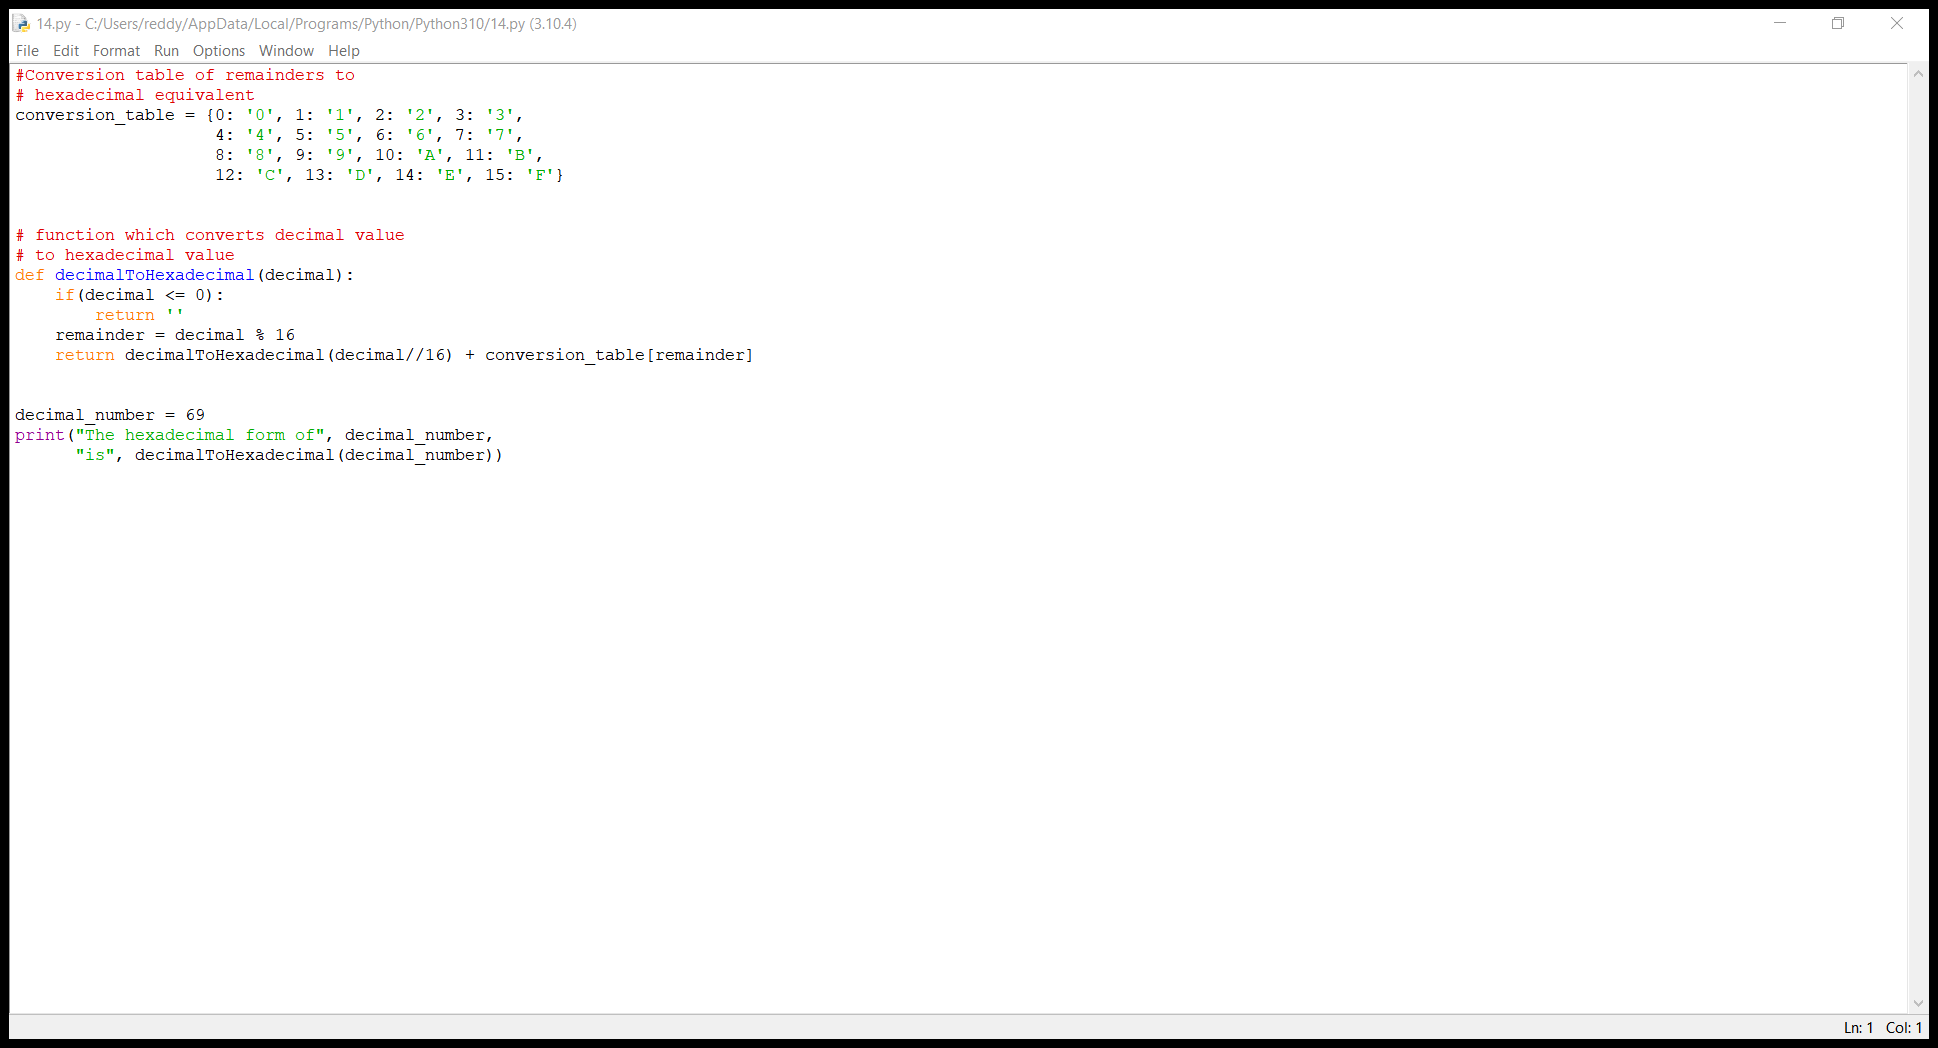 14.py - C:/Users/reddy/AppData/Local/Programs/Python/Python310/14.py (3.10.4)
File Edit Format Run Options Window Help
#Conversion table of remainders to
# hexadecimal equivalent
conversion_table = {0: '0', 1: '1', 2: '2', 3: '3',
                    4: '4', 5: '5', 6: '6', 7: '7',
                    8: '8', 9: '9', 10: 'A', 11: 'B',
                    12: 'C', 13: 'D', 14: 'E', 15: 'F'}
# function which converts decimal value
# to hexadecimal value
def decimalToHexadecimal(decimal):
    if(decimal <= 0):
        return ''
    remainder = decimal % 16
    return decimalToHexadecimal(decimal//16) + conversion_table[remainder]
decimal_number = 69
print("The hexadecimal form of", decimal_number,
      "is", decimalToHexadecimal(decimal_number))
Ln: 1 Col: 1